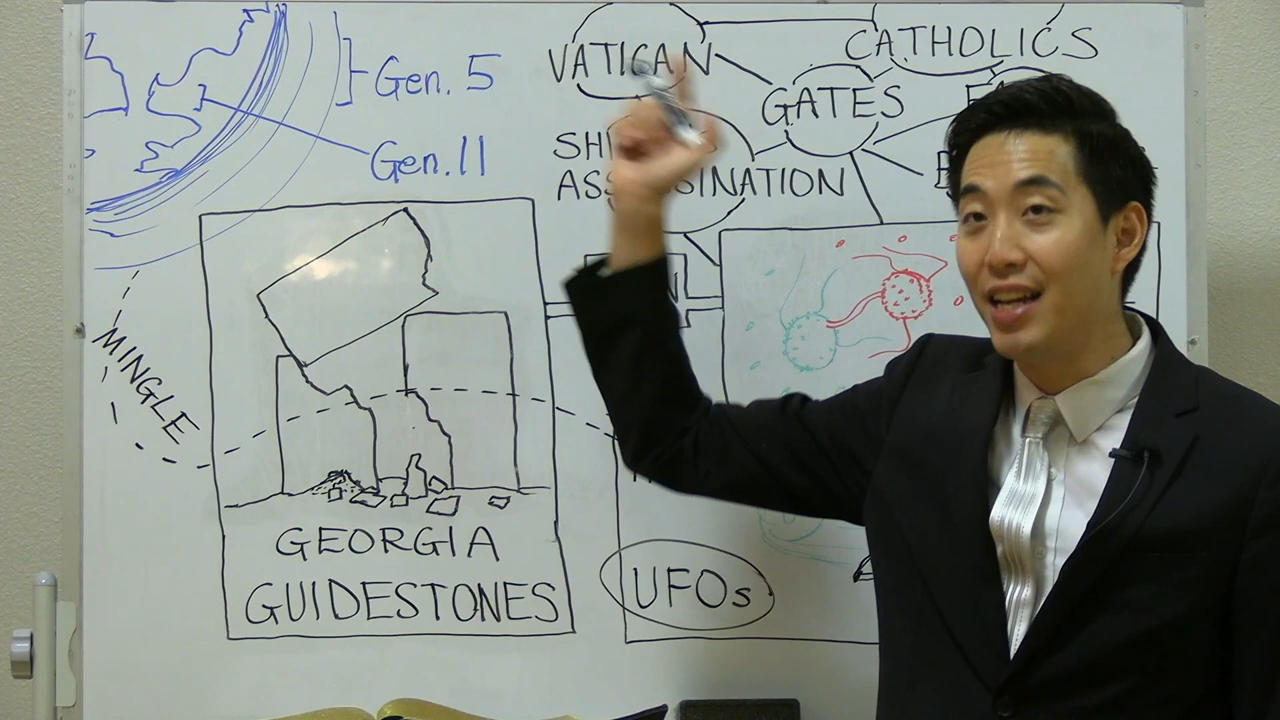 Gen. 5
Gen. 11
VATICAN
CATHOLICS
GATES
ASSASSINATION
MINGLE
GEORGIA
GUIDESTONES
UFOs